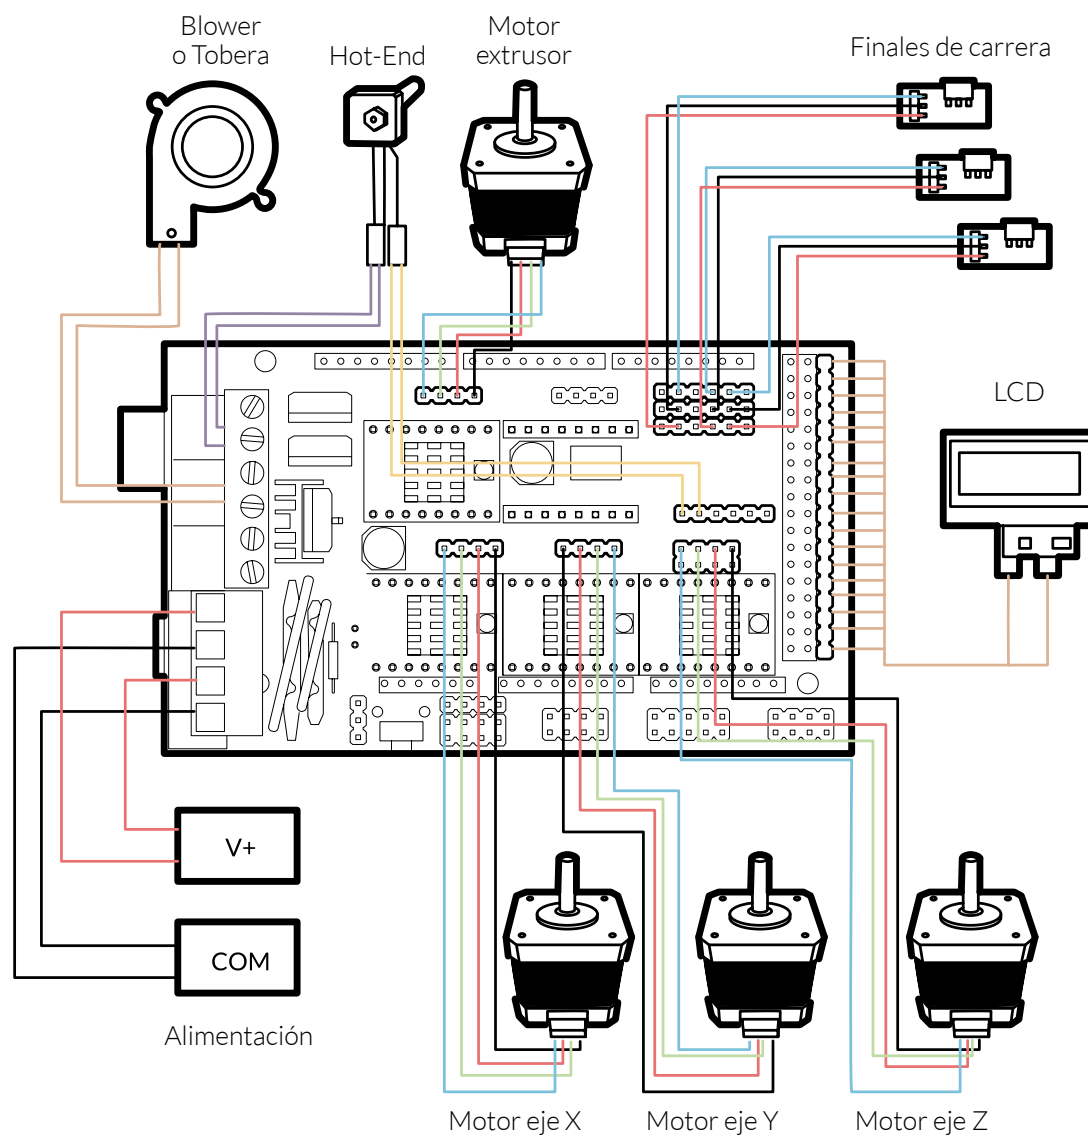 Blower
o Tobera
Hot-End
Motor
extrusor
Finales de carrera
LCD
V+
COM
Alimentación
Motor eje X
Motor eje Y
Motor eje Z